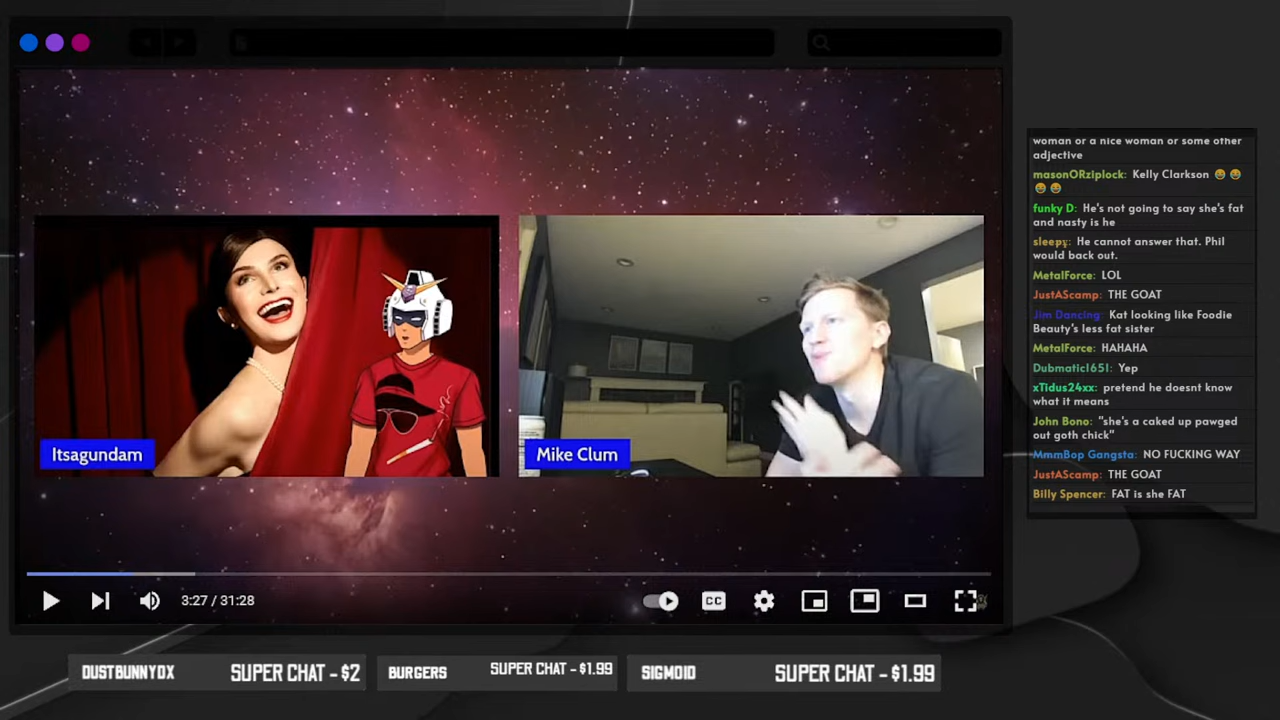 woman or a nice woman or some other
adjective
masonORziplock: Kelly Clarkson
funky D: He's not going to say she's fat
and nasty is he
sleepy: He cannot answer that. Phil
would back out.
MetalForce: LOL
JustAScamp: THE GOAT
Jim Dancing: Kat looking like Foodie
Beauty's less fat sister
MetalForce: HAHAHA
Dubmatic1651: Yep
xTidus24xx: pretend he doesnt know
what it means
John Bono: "she's a caked up pawged
out goth chick"
MmmBop Gangsta: NO FUCKING WAY
JustAScamp: THE GOAT
Billy Spencer: FAT is she FAT
Itsagundam
Mike Clum
3:27 / 31:28
CC
DUSTBUNNYDX SUPER CHAT - $2
BURGERS SUPER CHAT - $1.99
SIGMOID SUPER CHAT - $1.99